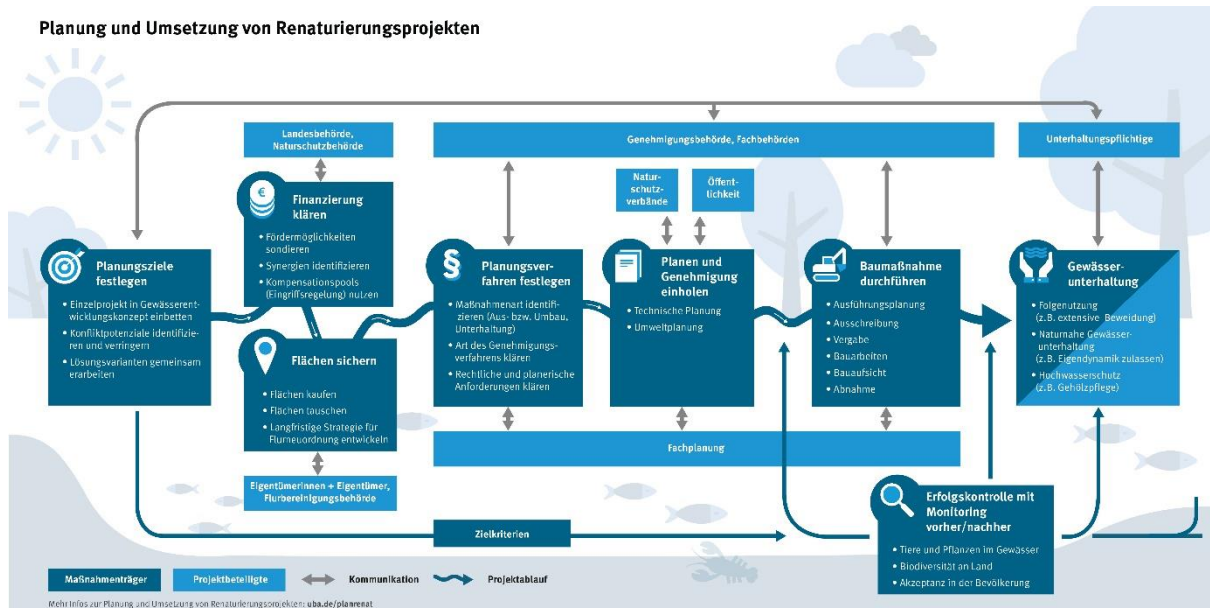 Planung und Umsetzung von Renaturierungsprojekten
Landesbehörde,
Naturschutzbehörde
Genehmigungsbehörde, Fachbehörden
Unterhaltungspflichtige
Natur-
schutz-
verbände
Öffent-
lichkeit
Planungsziele
festlegen
• Einzelprojekt in Gewässerent-
wicklungskonzept einbetten
• Konfliktpotenziale identifizie-
ren und verringern
• Lösungsvarianten gemeinsam
erarbeiten
€
Finanzierung
klären
• Fördermöglichkeiten
sondieren
• Synergien identifizieren
• Kompensationspools
(Eingriffsregelung) nutzen
Flächen sichern
• Flächen kaufen
• Flächen tauschen
• Langfristige Strategie für
Flurneuordnung entwickeln
Eigentümerinnen + Eigentümer,
Flurbereinigungsbehörde
§
Planungsver-
fahren festlegen
• Maßnahmenart identifi-
zieren (Aus- bzw. Umbau,
Unterhaltung)
• Art des Genehmigungs-
verfahrens klären
• Rechtliche und planerische
Anforderungen klären
Planen und
Genehmigung
einholen
• Technische Planung
• Umweltplanung
Baumaßnahme
durchführen
• Ausführungsplanung
• Ausschreibung
• Vergabe
• Bauarbeiten
• Bauaufsicht
• Abnahme
Gewässer-
unterhaltung
• Folgenutzung
(z.B. extensive Beweidung)
• Naturnahe Gewässer-
unterhaltung
(z.B. Eigendynamik zulassen)
• Hochwasserschutz
(z.B. Gehölzpflege)
Fachplanung
Zielkriterien
Erfolgskontrolle mit
Monitoring
vorher/nachher
• Tiere und Pflanzen im Gewässer
• Biodiversität an Land
• Akzeptanz in der Bevölkerung
Maßnahmenträger
Projektbeteiligte
Kommunikation
Projektablauf
Mehr Infos zur Planung und Umsetzung von Renaturierungsprojekten: uba.de/planrenat